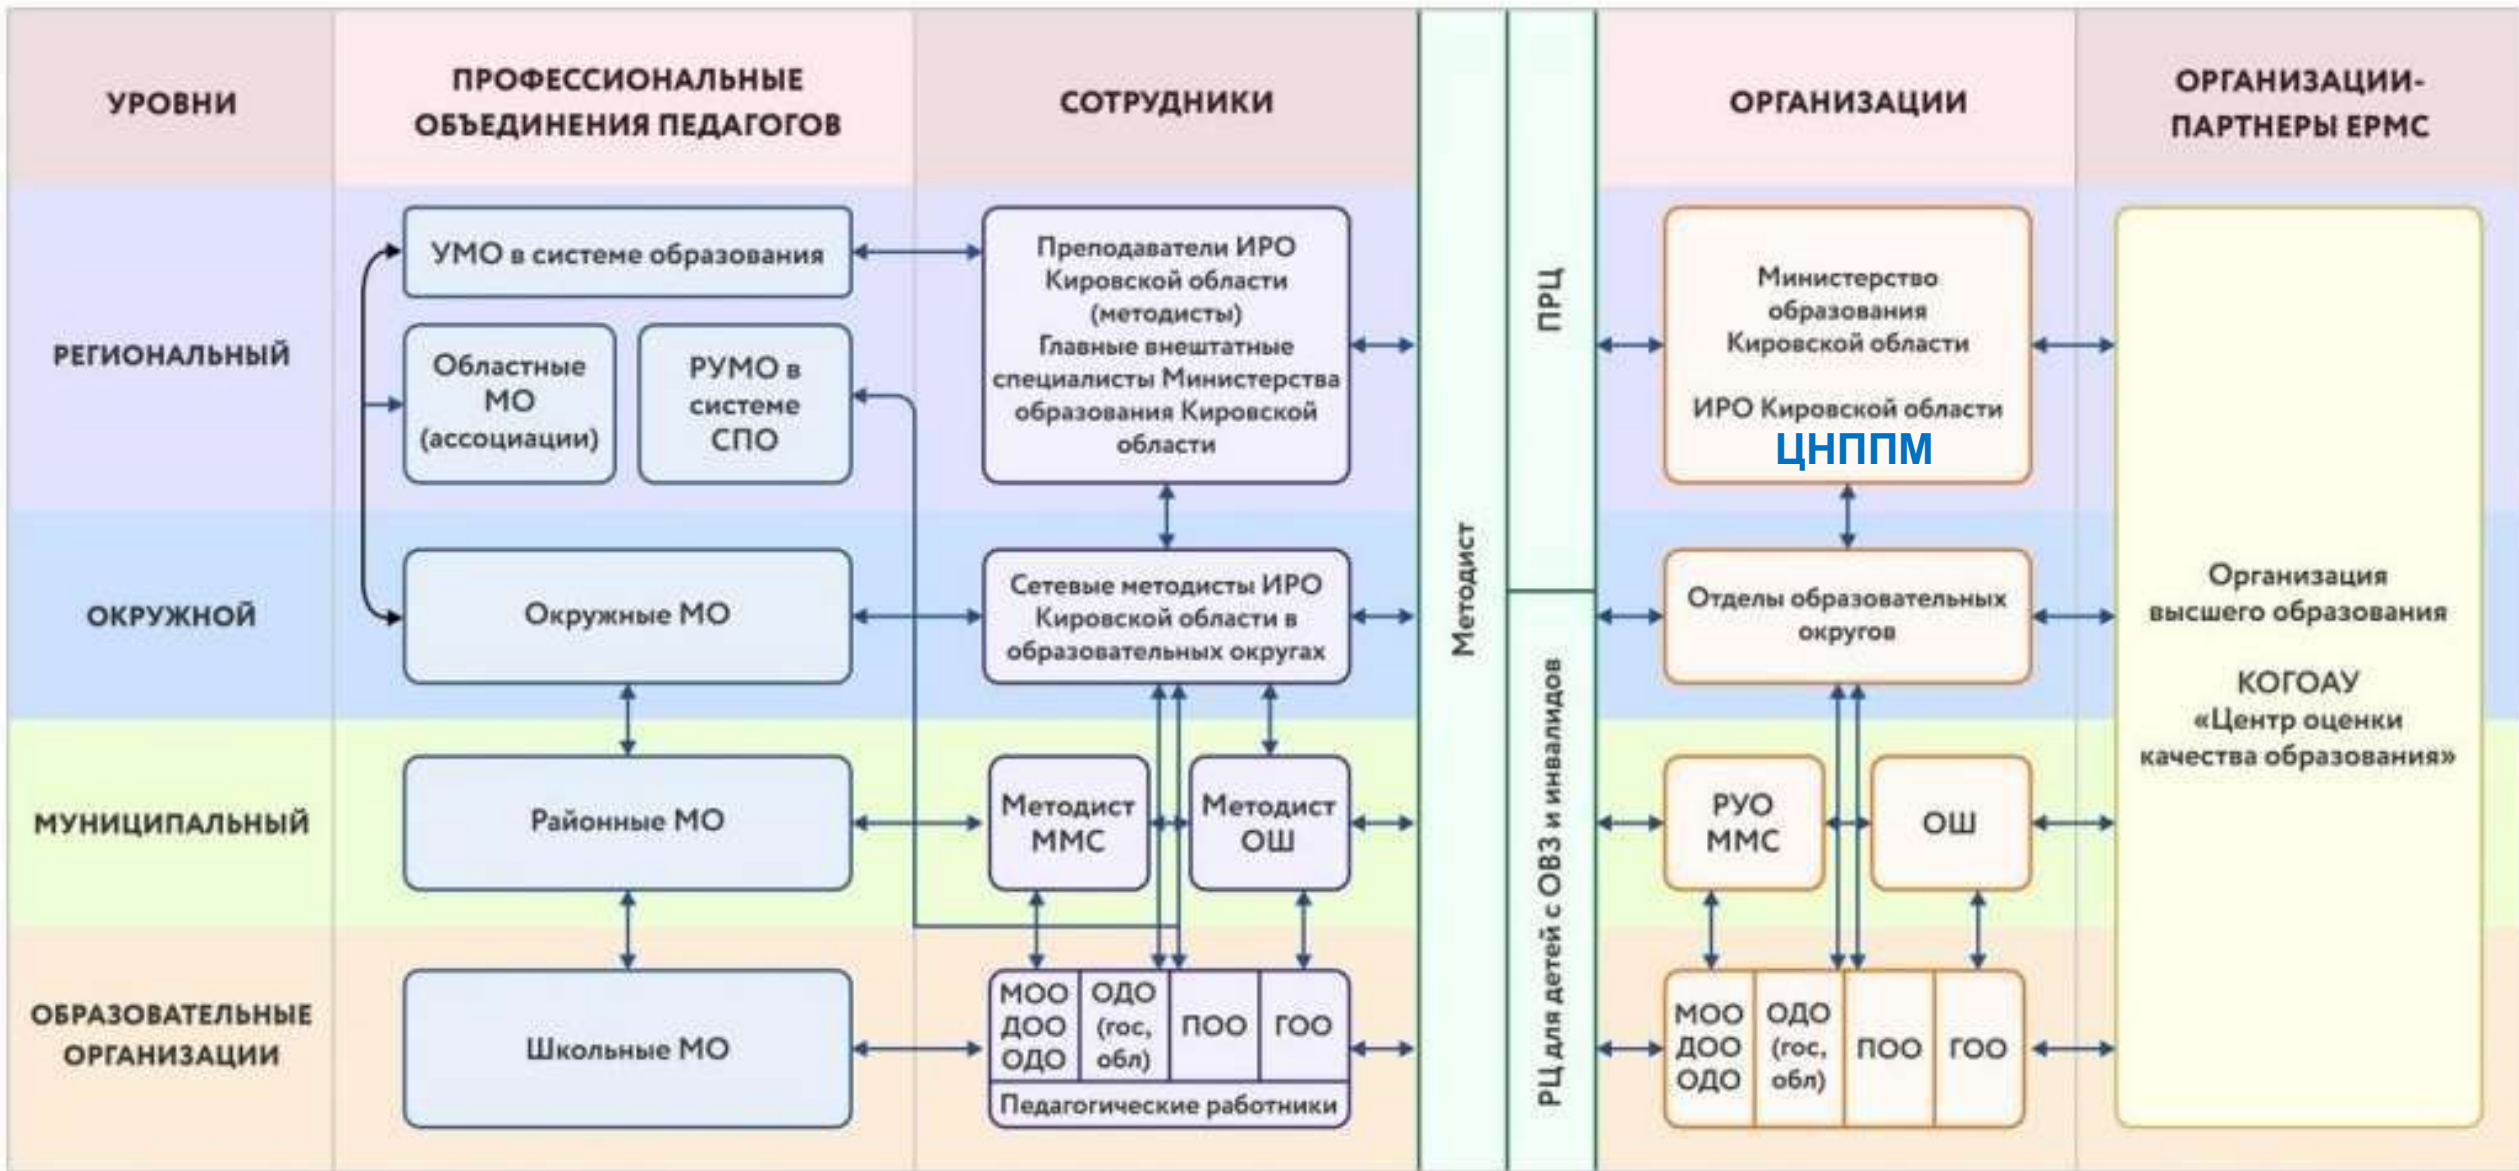 УРОВНИ
ПРОФЕССИОНАЛЬНЫЕ
ОБЪЕДИНЕНИЯ ПЕДАГОГОВ
СОТРУДНИКИ
ОРГАНИЗАЦИИ
ОРГАНИЗАЦИИ-
ПАРТНЕРЫ ЕРМС
РЕГИОНАЛЬНЫЙ
УМО в системе образования
Областные
МО
(ассоциации)
РУМО в
системе
СПО
Преподаватели ИРО
Кировской области
(методисты)
Главные внештатные
специалисты Министерства
образования Кировской
области
Методист
ПРЦ
РЦ для детей с ОВЗ и инвалидов
Министерство
образования
Кировской области
ИРО Кировской области
ЦНППМ
Организация
высшего образования
КОГОАУ
«Центр оценки
качества образования»
ОКРУЖНОЙ
Окружные МО
Сетевые методисты ИРО
Кировской области в
образовательных округах
Отделы образовательных
округов
МУНИЦИПАЛЬНЫЙ
Районные МО
Методист
ММС
Методист
ОШ
РУО
ММС
ОШ
ОБРАЗОВАТЕЛЬНЫЕ
ОРГАНИЗАЦИИ
Школьные МО
МОО
ДОО
ОДО
ОДО
(гос,
обл)
ПОО
ГОО
Педагогические работники
МОО
ДОО
ОДО
ОДО
(гос,
обл)
ПОО
ГОО